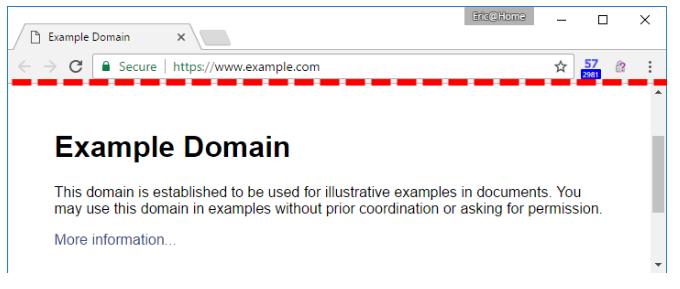 Eric@Home
Example Domain
Secure https://www.example.com 57
2981
Example Domain
This domain is established to be used for illustrative examples in documents. You
may use this domain in examples without prior coordination or asking for permission.
More information...